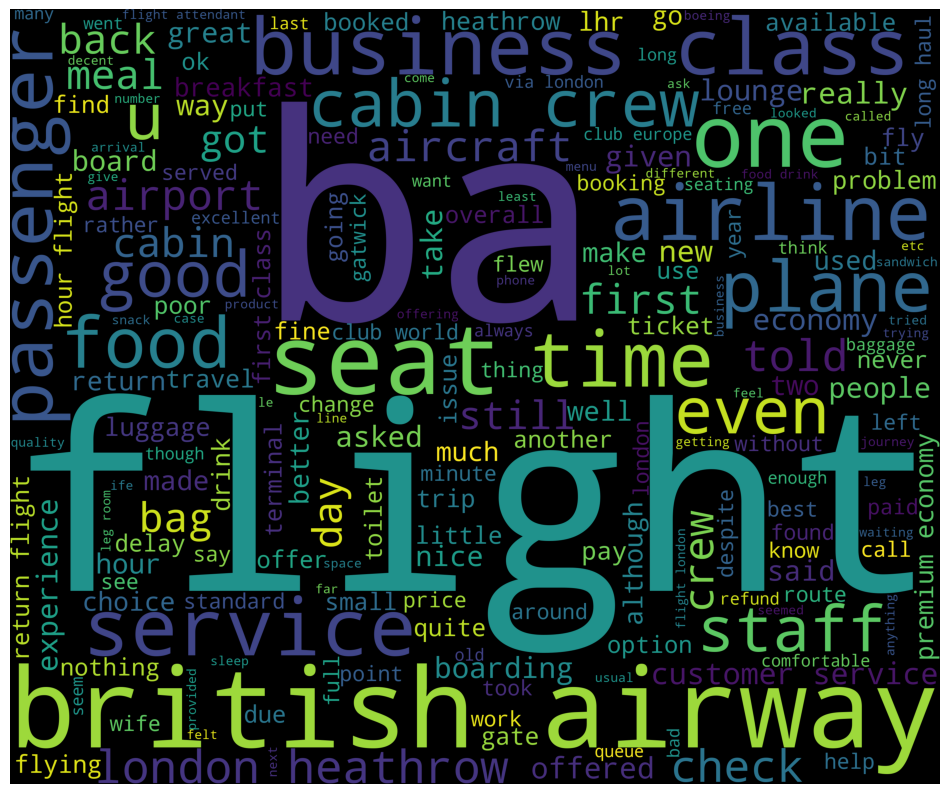 flight
ba
british airway
business class
cabin crew
one
airline
passenger
seat
time
service
food
staff
plane
even
good
london heathrow
check
crew
first
still
told
customer service
premium economy
back
meal
great
ok
booked
heathrow
last
flight attendant
lhr
go
boeing
available
many
went
decent
breakfast
way
find
number
u
put
got
board
arrival
give
served
airport
rather
excellent
hour flight
cabin
poor
class
first class
product
snack
case
return
travel
fine
club world
always
offering
need
aircraft
going
gatwick
take
want
overall
least
flew
phone
menu
come
via london
long
club europe
ask
free
looked
called
lounge
really
long haul
fly
bit
given
different
food drink
booking
seating
problem
make
new
year
think
etc
lot
use
used
sandwich
business
tried
trying
ticket
economy
baggage
never
thing
two
people
feel
issue
well
change
line
le
luggage
asked
another
much
without
getting
left
journey
quality
though
ife
leg room
made
drink
better
terminal
day
toilet
minute
trip
little
nice
london
enough
leg
best
paid
found
waiting
bag
delay
say
hour
see
offer
space
far
pay
although
despite
know
call
said
route
refund
seemed
anything
return flight
experience
choice
standard
small
price
around
quite
option
flight london
comfortable
nothing
seem
sleep
old
usual
boarding
point
full
took
provided
wife
due
felt
work
gate
queue
bad
help
flying
next
offered